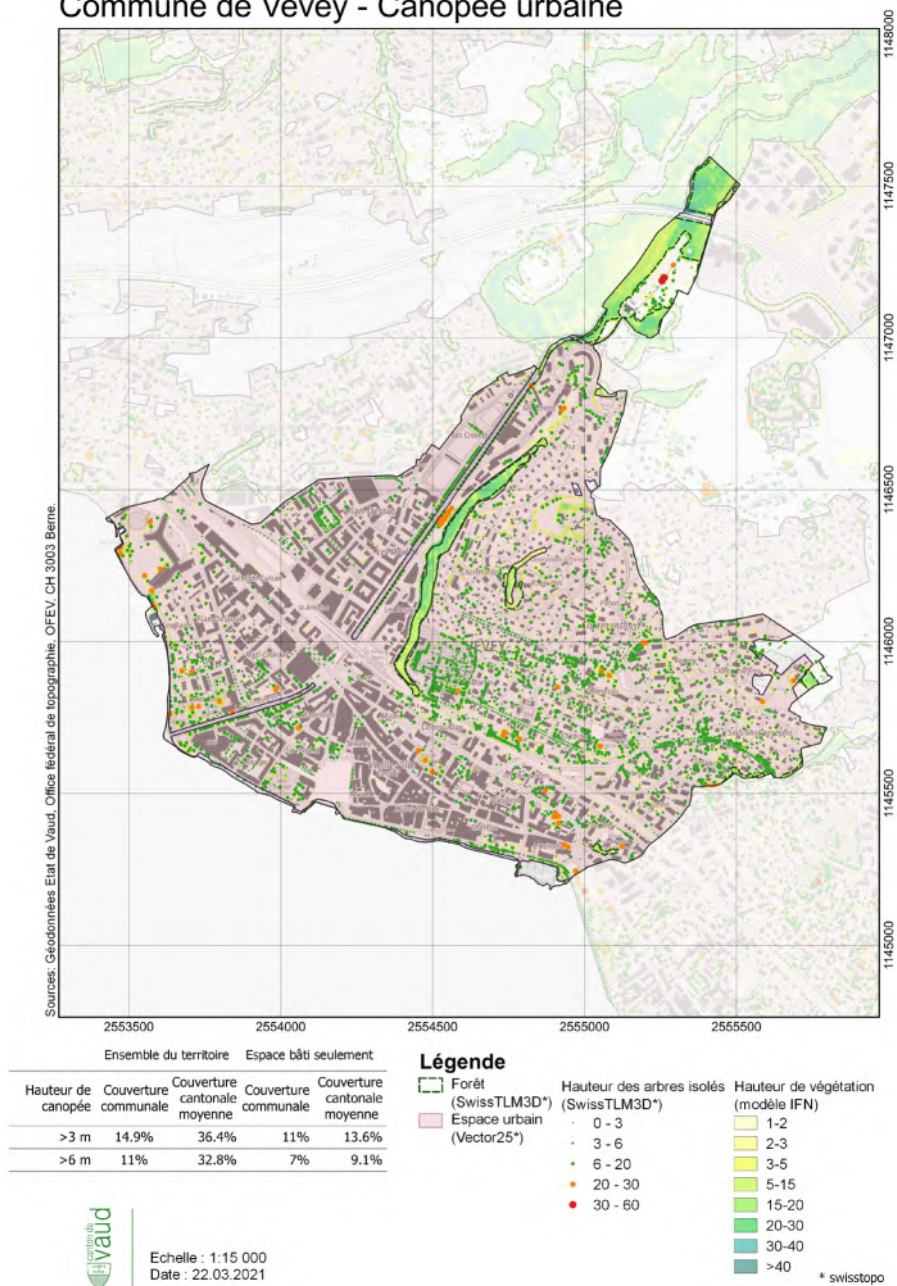 Commune de Vevey - Canopée urbaine
1148000
1147500
1147000
1146500
1146000
1145500
1145000
Sources: Géodonnées Etat de Vaud, Office fédéral de topographie, OFEV, CH 3003 Berne.
VEVEY
2553500 2554000 2554500 2555000 2555500
Ensemble du territoire Espace bâti seulement
Hauteur de canopée Couverture communale Couverture cantonale moyenne Couverture communale Couverture cantonale moyenne
>3 m 14.9% 36.4% 11% 13.6%
>6 m 11% 32.8% 7% 9.1%
Légende
Forêt
(SwissTLM3D*)
Espace urbain
(Vector25*)
Hauteur des arbres isolés
(SwissTLM3D*)
0 - 3
3 - 6
6 - 20
20 - 30
30 - 60
Hauteur de végétation
(modèle IFN)
1-2
2-3
3-5
5-15
15-20
20-30
30-40
>40
* swisstopo
canton de
vaud
Echelle : 1:15 000
Date : 22.03.2021